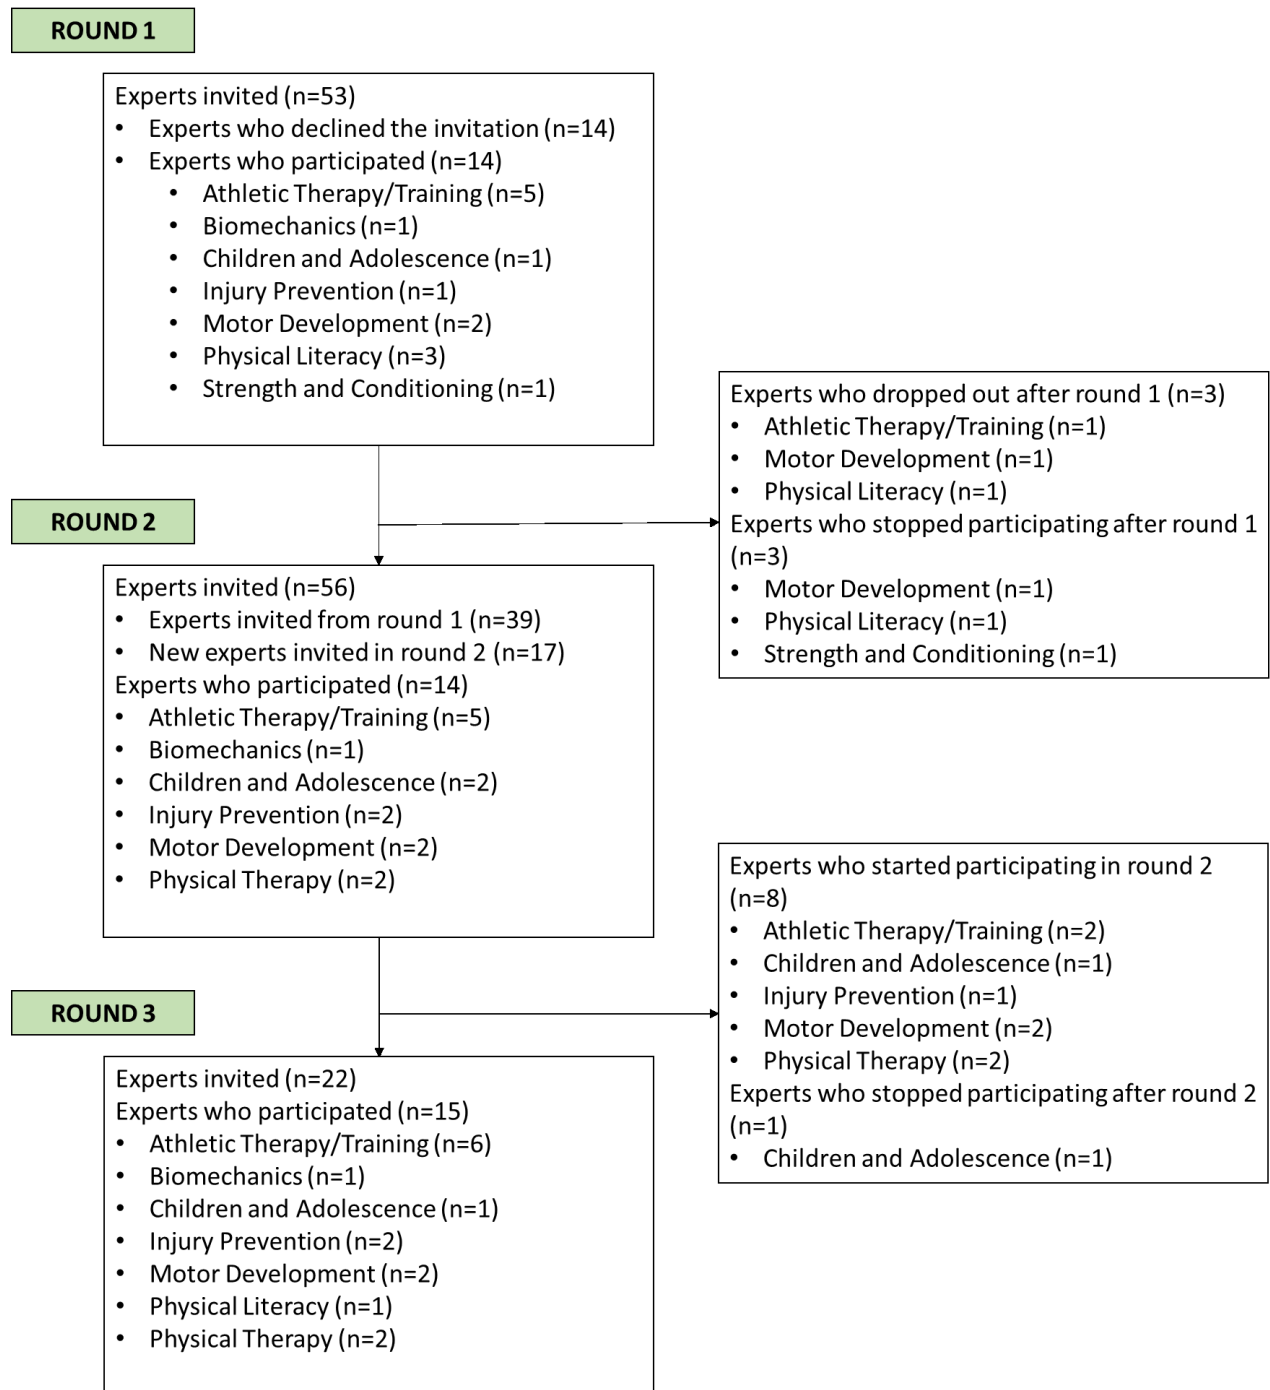 ROUND 1
Experts invited (n=53)
• Experts who declined the invitation (n=14)
• Experts who participated (n=14)
• Athletic Therapy/Training (n=5)
• Biomechanics (n=1)
• Children and Adolescence (n=1)
• Injury Prevention (n=1)
• Motor Development (n=2)
• Physical Literacy (n=3)
• Strength and Conditioning (n=1)
Experts who dropped out after round 1 (n=3)
• Athletic Therapy/Training (n=1)
• Motor Development (n=1)
• Physical Literacy (n=1)
Experts who stopped participating after round 1
(n=3)
• Motor Development (n=1)
• Physical Literacy (n=1)
• Strength and Conditioning (n=1)
ROUND 2
Experts invited (n=56)
• Experts invited from round 1 (n=39)
• New experts invited in round 2 (n=17)
Experts who participated (n=14)
• Athletic Therapy/Training (n=5)
• Biomechanics (n=1)
• Children and Adolescence (n=2)
• Injury Prevention (n=2)
• Motor Development (n=2)
• Physical Therapy (n=2)
Experts who started participating in round 2
(n=8)
• Athletic Therapy/Training (n=2)
• Children and Adolescence (n=1)
• Injury Prevention (n=1)
• Motor Development (n=2)
• Physical Therapy (n=2)
Experts who stopped participating after round 2
(n=1)
• Children and Adolescence (n=1)
ROUND 3
Experts invited (n=22)
Experts who participated (n=15)
• Athletic Therapy/Training (n=6)
• Biomechanics (n=1)
• Children and Adolescence (n=1)
• Injury Prevention (n=2)
• Motor Development (n=2)
• Physical Literacy (n=1)
• Physical Therapy (n=2)